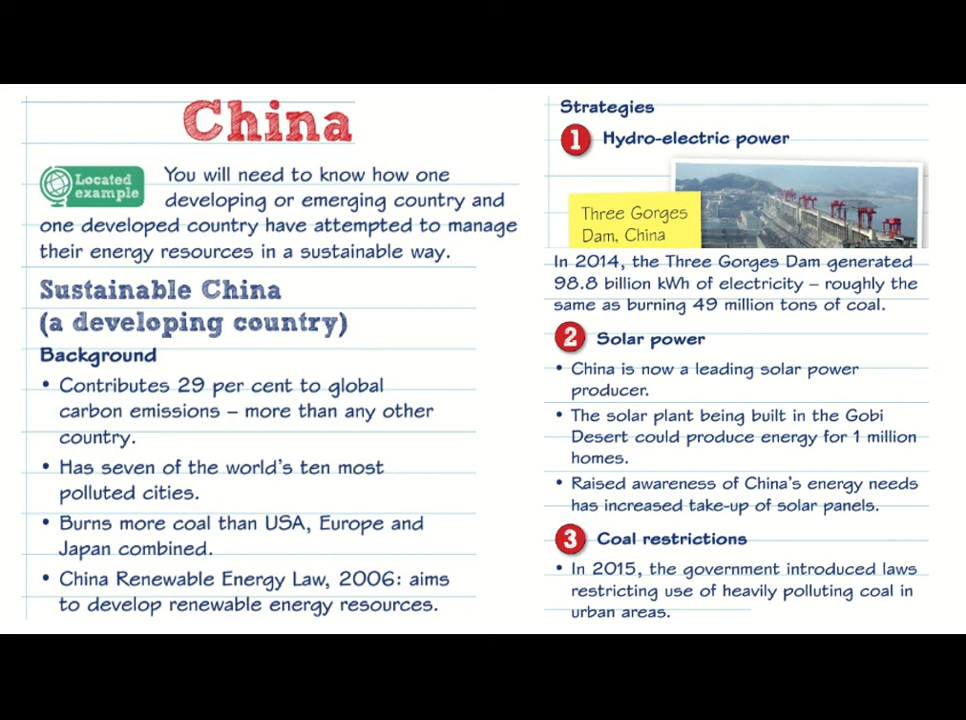 China
Located
example
You will need to know how one
developing or emerging country and
one developed country have attempted to manage
their energy resources in a sustainable way.
Sustainable China
(a developing country)
Background
• Contributes 29 per cent to global
carbon emissions – more than any other
country.
• Has seven of the world's ten most
polluted cities.
• Burns more coal than USA, Europe and
Japan combined.
• China Renewable Energy Law, 2006: aims
to develop renewable energy resources.
Strategies
1 Hydro-electric power
Three Gorges
Dam, China
In 2014, the Three Gorges Dam generated
98.8 billion kWh of electricity – roughly the
same as burning 49 million tons of coal.
2 Solar power
• China is now a leading solar power
producer.
• The solar plant being built in the Gobi
Desert could produce energy for 1 million
homes.
• Raised awareness of China's energy needs
has increased take-up of solar panels.
3 Coal restrictions
• In 2015, the government introduced laws
restricting use of heavily polluting coal in
urban areas.